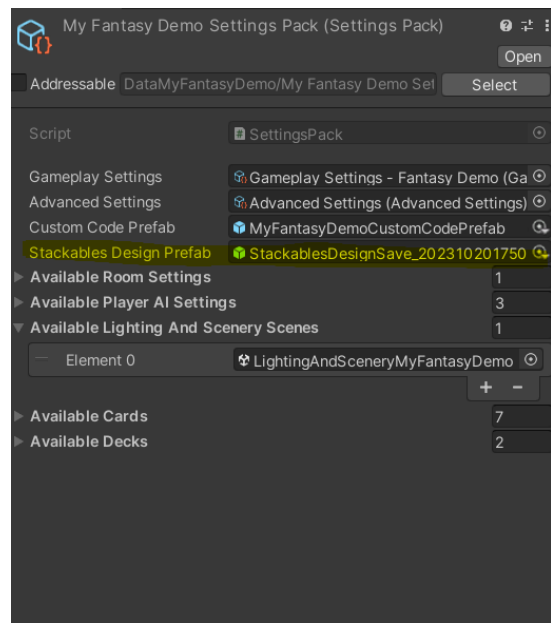 My Fantasy Demo Settings Pack (Settings Pack)
Open
Addressable DataMyFantasyDemo/My Fantasy Demo Set Select
Script SettingsPack
Gameplay Settings Gameplay Settings - Fantasy Demo (Ga
Advanced Settings Advanced Settings (Advanced Settings)
Custom Code Prefab MyFantasyDemoCustomCodePrefab
Stackables Design Prefab StackablesDesignSave_202310201750
Available Room Settings 1
Available Player AI Settings 3
Available Lighting And Scenery Scenes 1
Element 0 LightingAndSceneryMyFantasyDemo
+ −
Available Cards 7
Available Decks 2